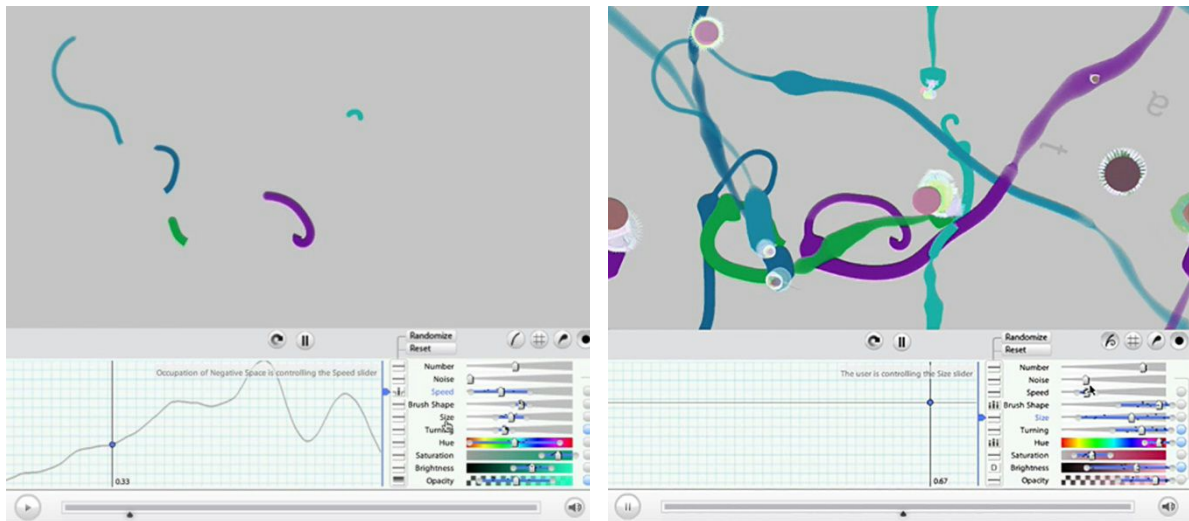 Randomize
Reset
Occupation of Negative Space is controlling the Speed slider
Number
Noise
Speed
Brush Shape
Size
Turning
Hue
Saturation
Brightness
Opacity
0.33
a
t
Randomize
Reset
The user is controlling the Size slider
Number
Noise
Speed
Brush Shape
Size
Turning
Hue
Saturation
D
Brightness
Opacity
0.67